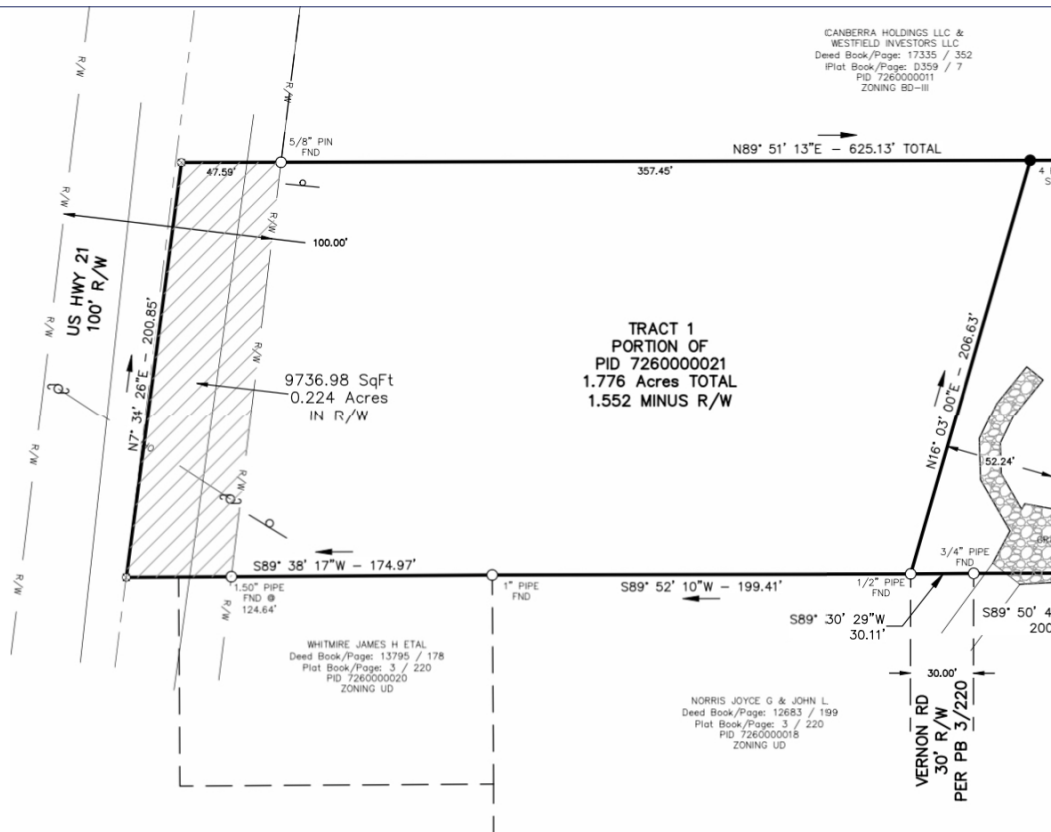 CANBERRA HOLDINGS LLC &
WESTFIELD INVESTORS LLC
Deed Book/Page: 17335 / 352
Plat Book/Page: D359 / 7
PID 7260000011
ZONING BD-III
R/W
R/W
5/8" PIN
FND
N89° 51' 13"E - 625.13' TOTAL
47.59'
357.45'
4
S
R/W
R/W
100.00'
US HWY 21
100' R/W
R/W
N7° 34' 26"E - 200.85'
R/W
9736.98 SqFt
0.224 Acres
IN R/W
TRACT 1
PORTION OF
PID 7260000021
1.776 Acres TOTAL
1.552 MINUS R/W
N16° 03' 00"E - 206.63'
52.24'
R/W
R/W
R/W
S89° 38' 17"W - 174.97'
1.50" PIPE
FND @
124.64'
1" PIPE
FND
S89° 52' 10"W - 199.41'
1/2" PIPE
FND
3/4" PIPE
FND
S89° 30' 29"W
30.11'
S89° 50' 4
200
R/W
WHITMIRE JAMES H ETAL
Deed Book/Page: 13795 / 178
Plat Book/Page: 3 / 220
PID 7260000020
ZONING UD
NORRIS JOYCE G & JOHN L
Deed Book/Page: 12683 / 199
Plat Book/Page: 3 / 220
PID 7260000018
ZONING UD
30.00'
VERNON RD
30' R/W
PER PB 3/220